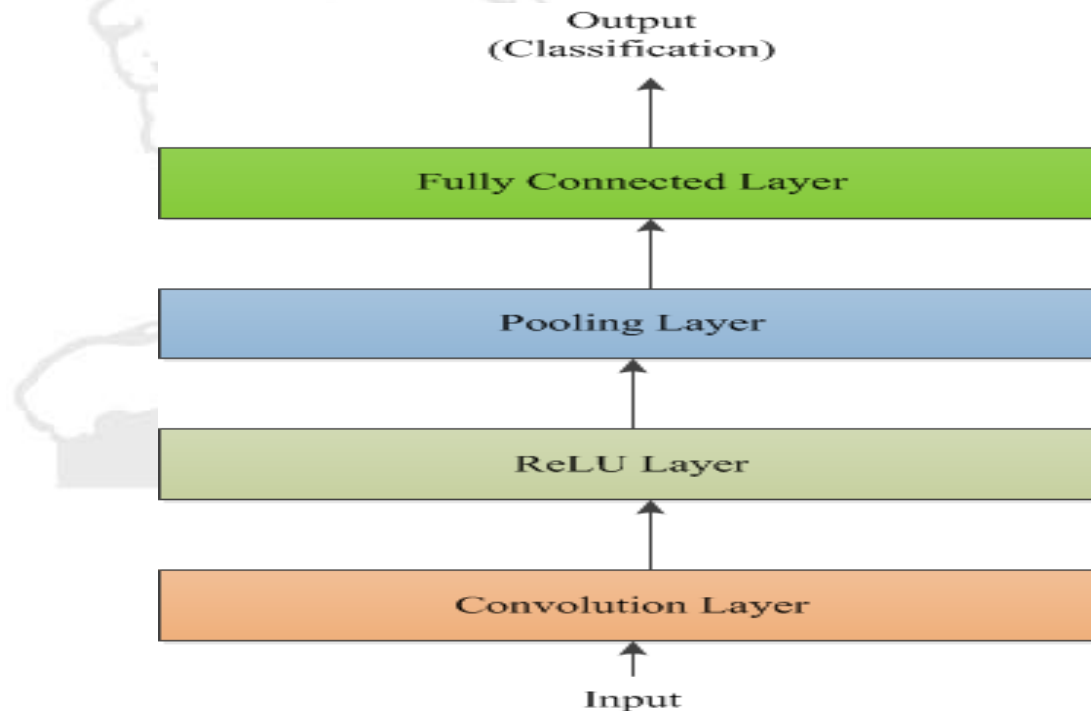 Output
(Classification)
Fully Connected Layer
Pooling Layer
ReLU Layer
Convolution Layer
Input